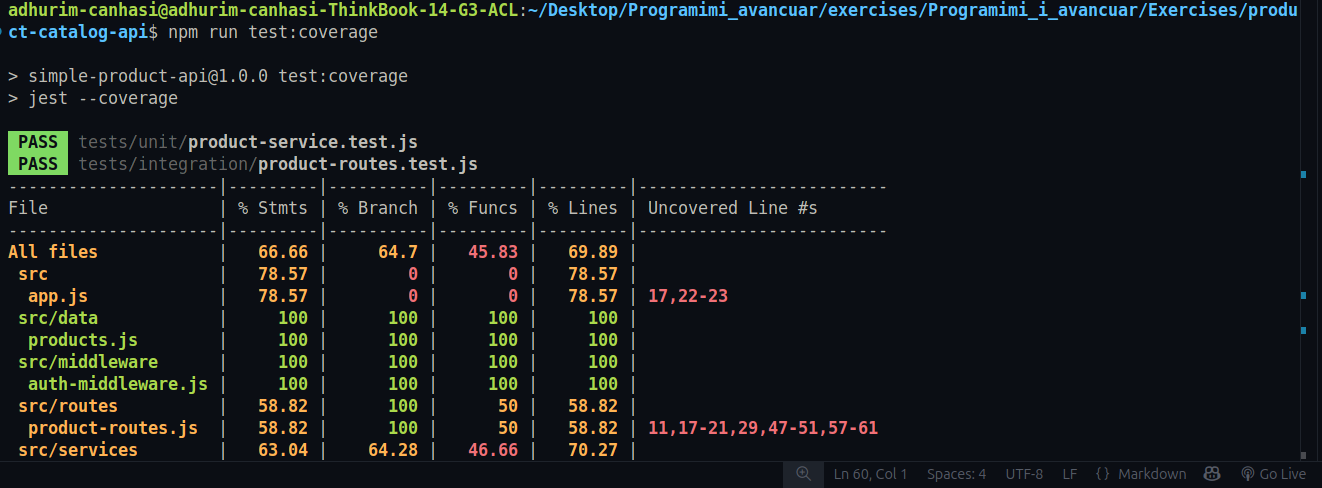 adhurim-canhasi@adhurim-canhasi-ThinkBook-14-G3-ACL:~/Desktop/Programimi_avancuar/exercises/Programimi_i_avancuar/Exercises/produ
ct-catalog-api$ npm run test:coverage
> simple-product-api@1.0.0 test:coverage
> jest --coverage
PASS tests/unit/product-service.test.js
PASS tests/integration/product-routes.test.js
---------------------|---------|----------|---------|---------|-------------------------
File                 | % Stmts | % Branch | % Funcs | % Lines | Uncovered Line #s
---------------------|---------|----------|---------|---------|-------------------------
All files            |   66.66 |     64.7 |   45.83 |   69.89 |
 src                 |   78.57 |        0 |       0 |   78.57 |
  app.js             |   78.57 |        0 |       0 |   78.57 | 17,22-23
 src/data            |     100 |      100 |     100 |     100 |
  products.js        |     100 |      100 |     100 |     100 |
 src/middleware      |     100 |      100 |     100 |     100 |
  auth-middleware.js |     100 |      100 |     100 |     100 |
 src/routes          |   58.82 |      100 |      50 |   58.82 |
  product-routes.js  |   58.82 |      100 |      50 |   58.82 | 11,17-21,29,47-51,57-61
 src/services        |   63.04 |    64.28 |   46.66 |   70.27 |
Ln 60, Col 1 Spaces: 4 UTF-8 LF {} Markdown Go Live